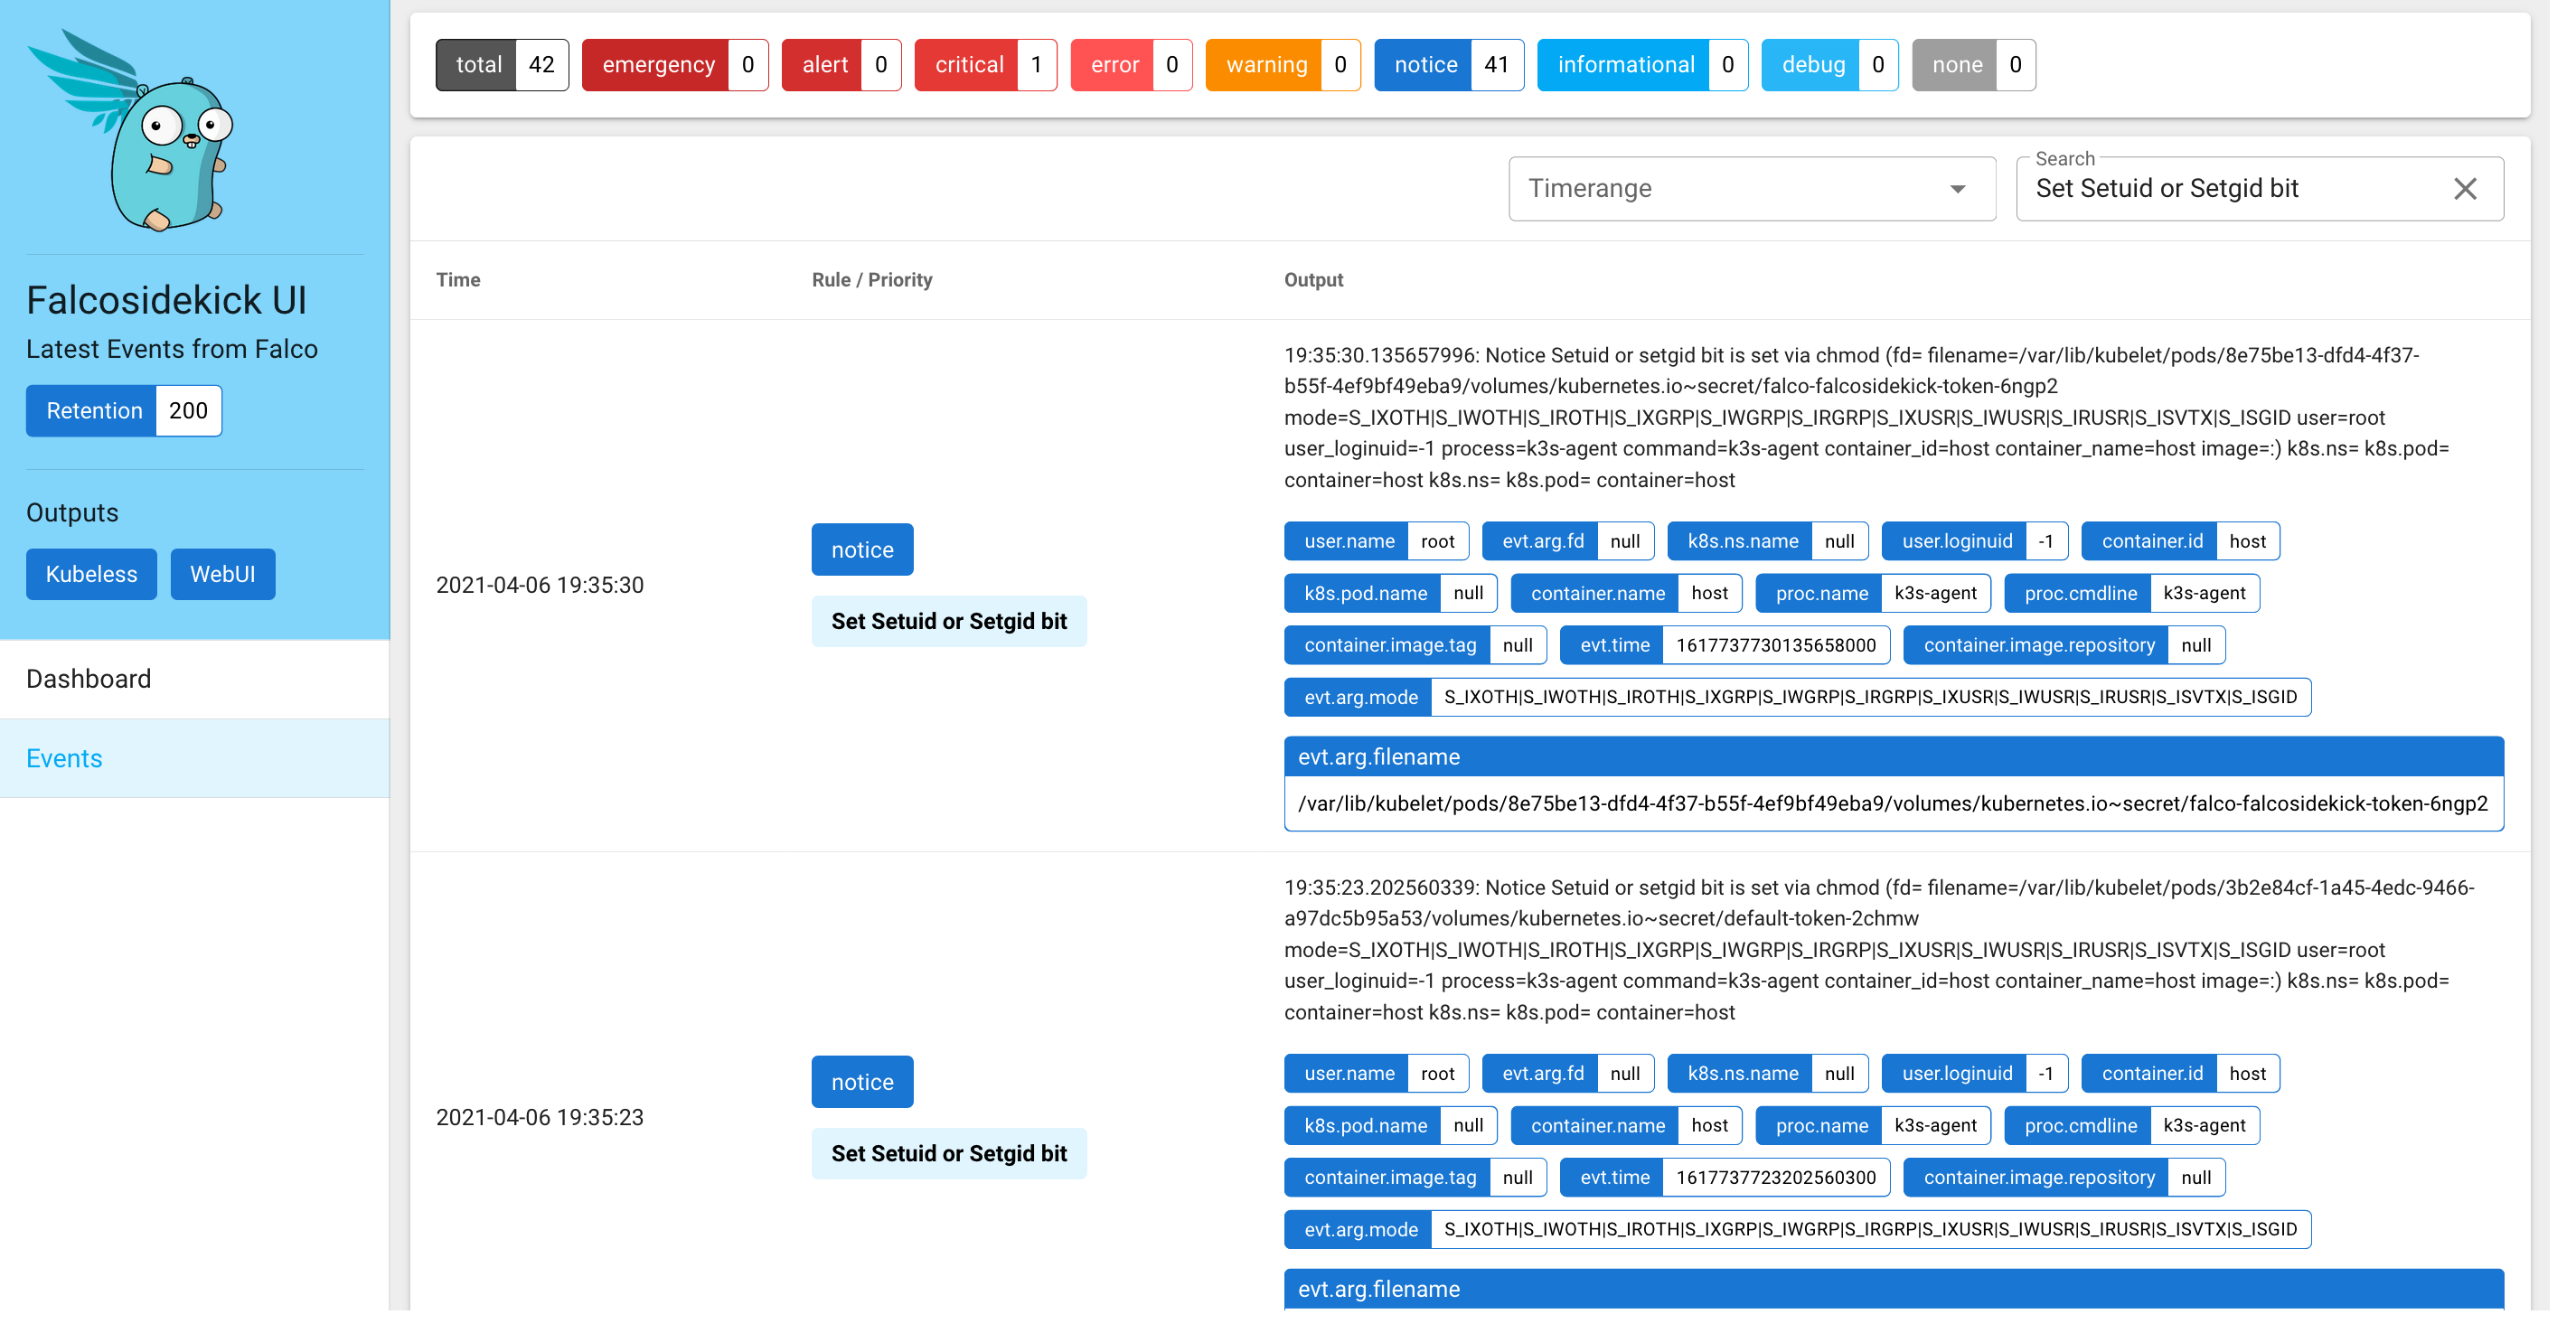 total 42 emergency 0 alert 0 critical 1 error 0 warning 0 notice 41 informational 0 debug 0 none 0
Falcosidekick UI
Latest Events from Falco
Retention 200
Outputs
Kubeless WebUI
Dashboard
Events
Timerange
Search
Set Setuid or Setgid bit
Time Rule / Priority Output
2021-04-06 19:35:30
notice
Set Setuid or Setgid bit
19:35:30.135657996: Notice Setuid or setgid bit is set via chmod (fd= filename=/var/lib/kubelet/pods/8e75be13-dfd4-4f37-
b55f-4ef9bf49eba9/volumes/kubernetes.io~secret/falco-falcosidekick-token-6ngp2
mode=S_IXOTH|S_IWOTH|S_IROTH|S_IXGRP|S_IWGRP|S_IRGRP|S_IXUSR|S_IWUSR|S_IRUSR|S_ISVTX|S_ISGID user=root
user_loginuid=-1 process=k3s-agent command=k3s-agent container_id=host container_name=host image=:) k8s.ns= k8s.pod=
container=host k8s.ns= k8s.pod= container=host
user.name root evt.arg.fd null k8s.ns.name null user.loginuid -1 container.id host
k8s.pod.name null container.name host proc.name k3s-agent proc.cmdline k3s-agent
container.image.tag null evt.time 1617737730135658000 container.image.repository null
evt.arg.mode S_IXOTH|S_IWOTH|S_IROTH|S_IXGRP|S_IWGRP|S_IRGRP|S_IXUSR|S_IWUSR|S_IRUSR|S_ISVTX|S_ISGID
evt.arg.filename
/var/lib/kubelet/pods/8e75be13-dfd4-4f37-b55f-4ef9bf49eba9/volumes/kubernetes.io~secret/falco-falcosidekick-token-6ngp2
2021-04-06 19:35:23
notice
Set Setuid or Setgid bit
19:35:23.202560339: Notice Setuid or setgid bit is set via chmod (fd= filename=/var/lib/kubelet/pods/3b2e84cf-1a45-4edc-9466-
a97dc5b95a53/volumes/kubernetes.io~secret/default-token-2chmw
mode=S_IXOTH|S_IWOTH|S_IROTH|S_IXGRP|S_IWGRP|S_IRGRP|S_IXUSR|S_IWUSR|S_IRUSR|S_ISVTX|S_ISGID user=root
user_loginuid=-1 process=k3s-agent command=k3s-agent container_id=host container_name=host image=:) k8s.ns= k8s.pod=
container=host k8s.ns= k8s.pod= container=host
user.name root evt.arg.fd null k8s.ns.name null user.loginuid -1 container.id host
k8s.pod.name null container.name host proc.name k3s-agent proc.cmdline k3s-agent
container.image.tag null evt.time 1617737723202560300 container.image.repository null
evt.arg.mode S_IXOTH|S_IWOTH|S_IROTH|S_IXGRP|S_IWGRP|S_IRGRP|S_IXUSR|S_IWUSR|S_IRUSR|S_ISVTX|S_ISGID
evt.arg.filename